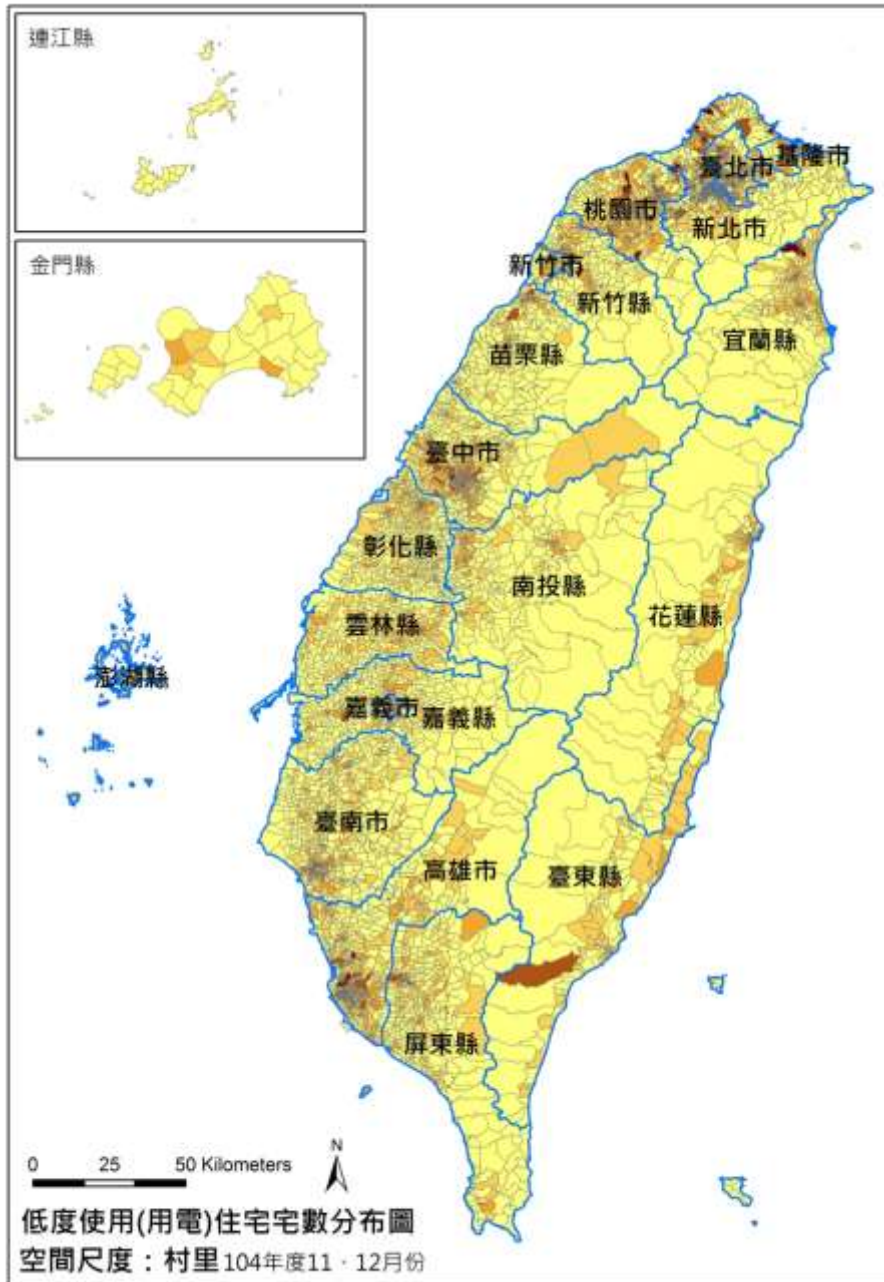 連江縣
金門縣
基隆市
臺北市
桃園市
新北市
新竹市
新竹縣
宜蘭縣
苗栗縣
臺中市
彰化縣
南投縣
花蓮縣
雲林縣
澎湖縣
嘉義市
嘉義縣
臺南市
高雄市
臺東縣
屏東縣
N
0 25 50 Kilometers
低度使用(用電)住宅宅數分布圖
空間尺度：村里104年度11、12月份